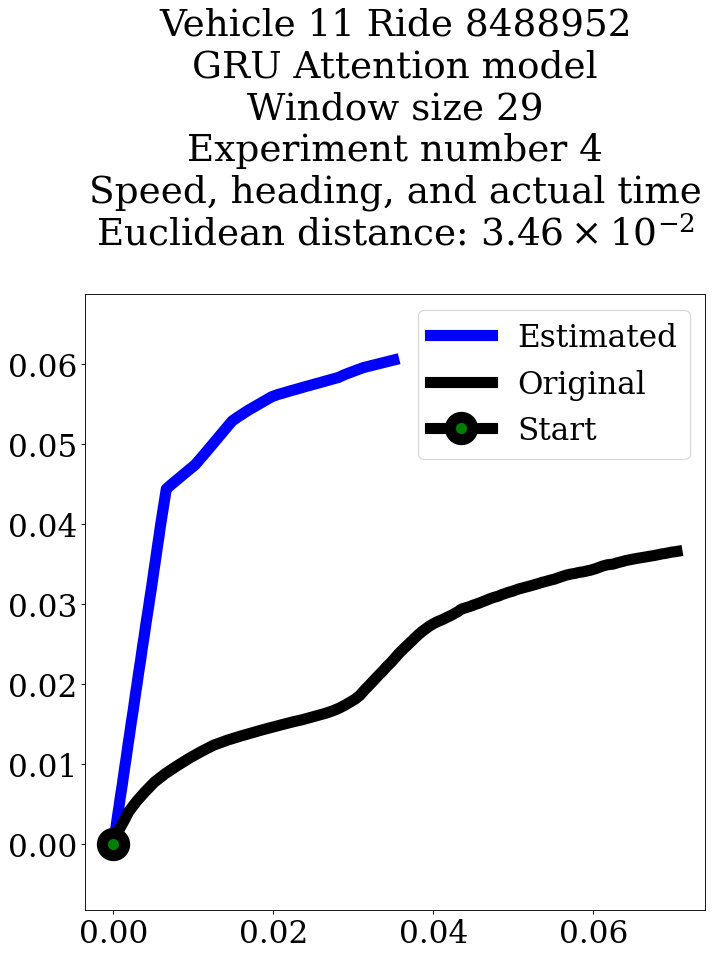 Vehicle 11 Ride 8488952
GRU Attention model
Window size 29
Experiment number 4
Speed, heading, and actual time
Euclidean distance: 3.46 × 10⁻²
Estimated
Original
Start
0.06
0.05
0.04
0.03
0.02
0.01
0.00
0.00 0.02 0.04 0.06